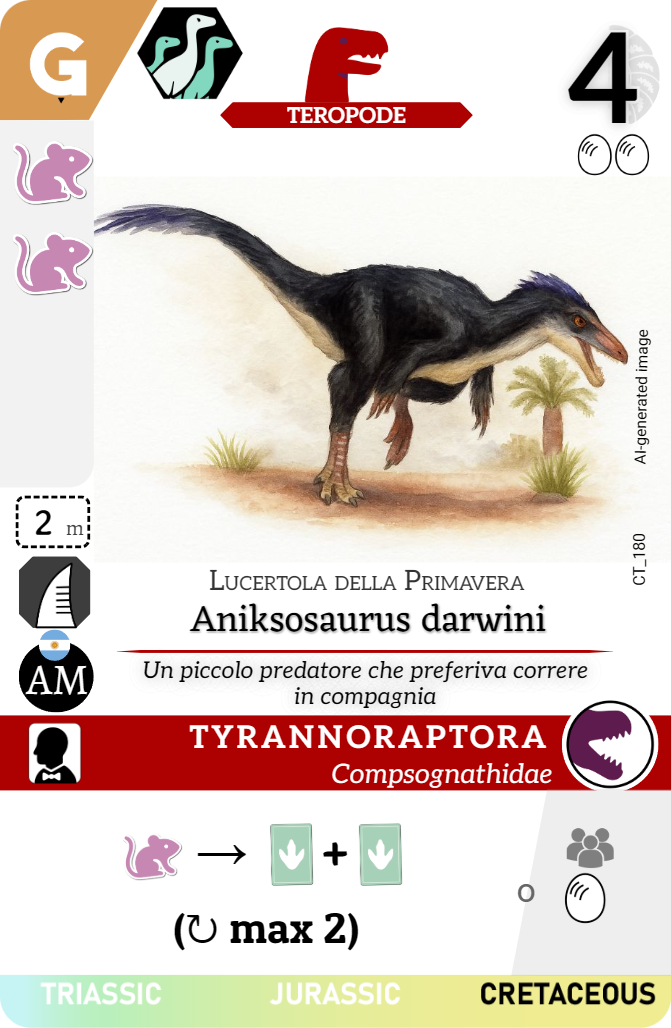 G
4
TEROPODE
AI-generated image
CT_180
2 m
Lucertola della Primavera
Aniksosaurus darwini
AM
Un piccolo predatore che preferiva correre
in compagnia
TYRANNORAPTORA
Compsognathidae
→ +
o
(↻ max 2)
TRIASSIC JURASSIC CRETACEOUS